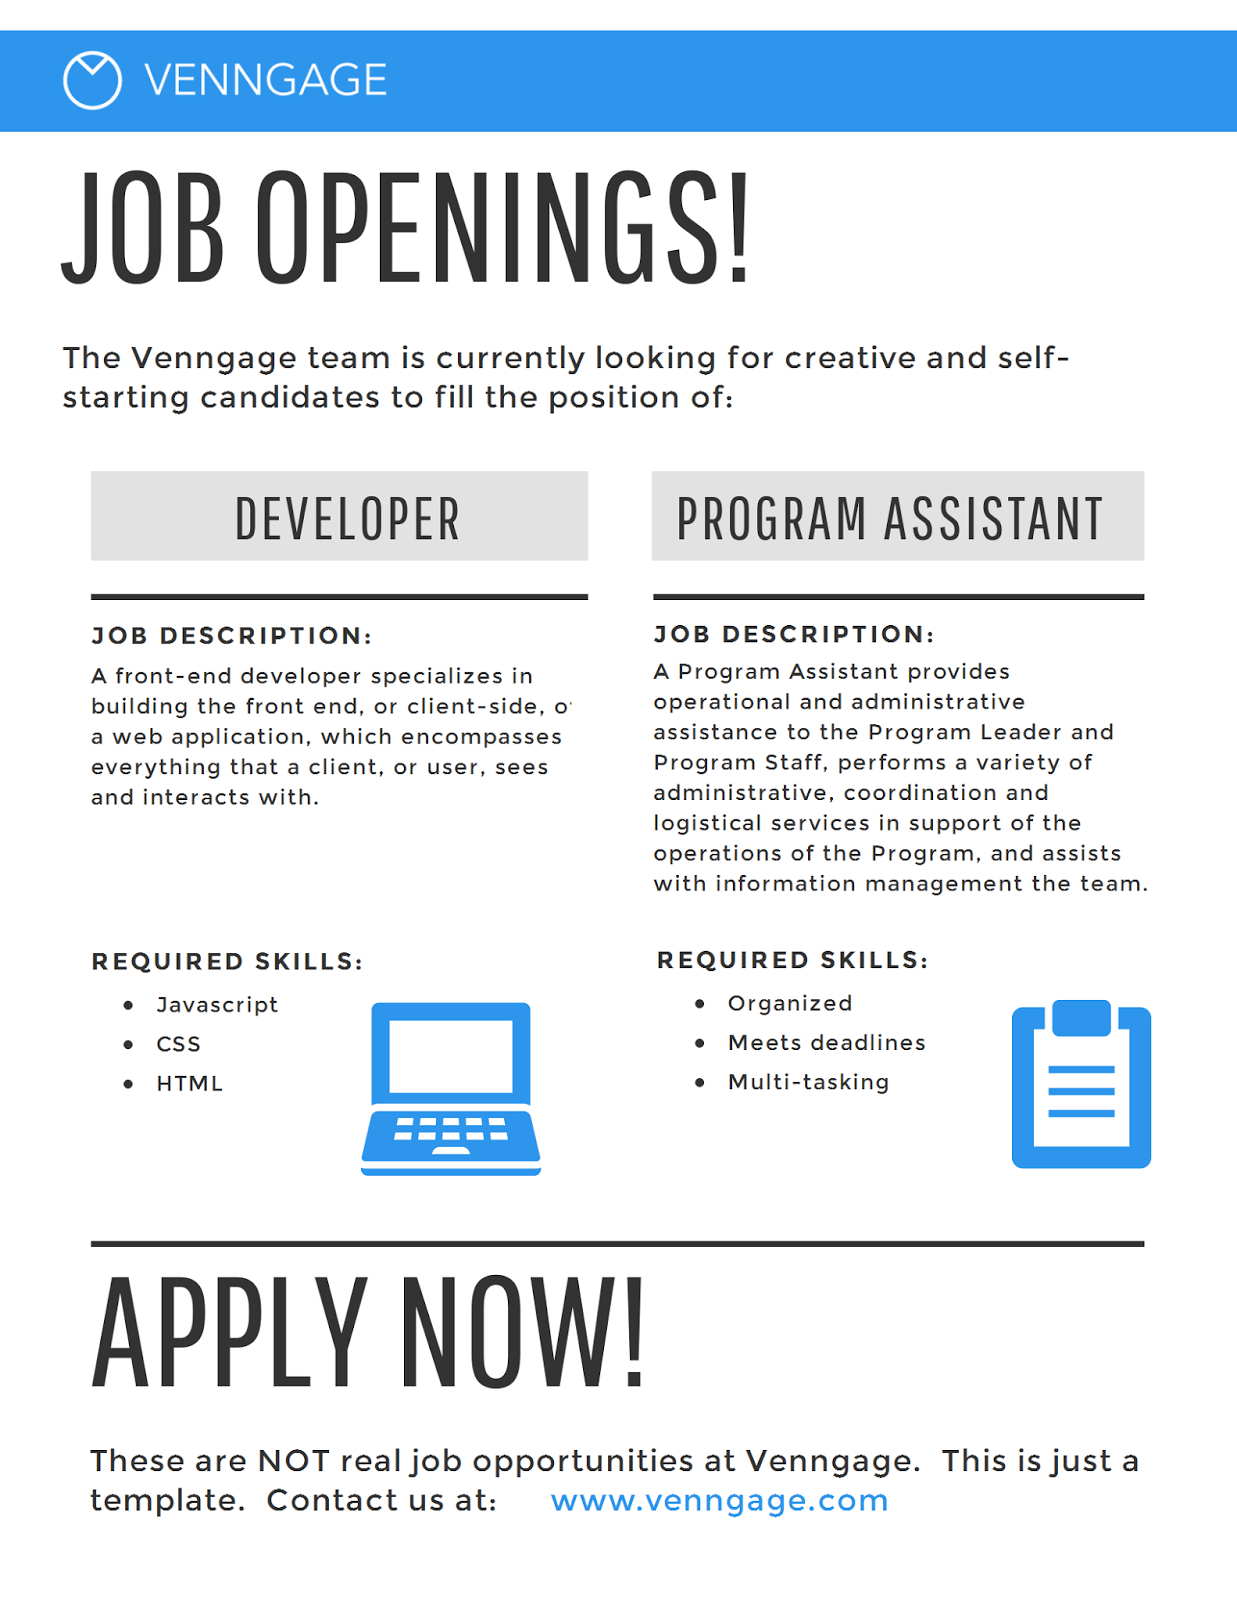 VENNGAGE
JOB OPENINGS!
The Venngage team is currently looking for creative and self-
starting candidates to fill the position of:
DEVELOPER
JOB DESCRIPTION:
A front-end developer specializes in
building the front end, or client-side, o
a web application, which encompasses
everything that a client, or user, sees
and interacts with.
REQUIRED SKILLS:
• Javascript
• CSS
• HTML
PROGRAM ASSISTANT
JOB DESCRIPTION:
A Program Assistant provides
operational and administrative
assistance to the Program Leader and
Program Staff, performs a variety of
administrative, coordination and
logistical services in support of the
operations of the Program, and assists
with information management the team.
REQUIRED SKILLS:
• Organized
• Meets deadlines
• Multi-tasking
APPLY NOW!
These are NOT real job opportunities at Venngage. This is just a
template. Contact us at: www.venngage.com